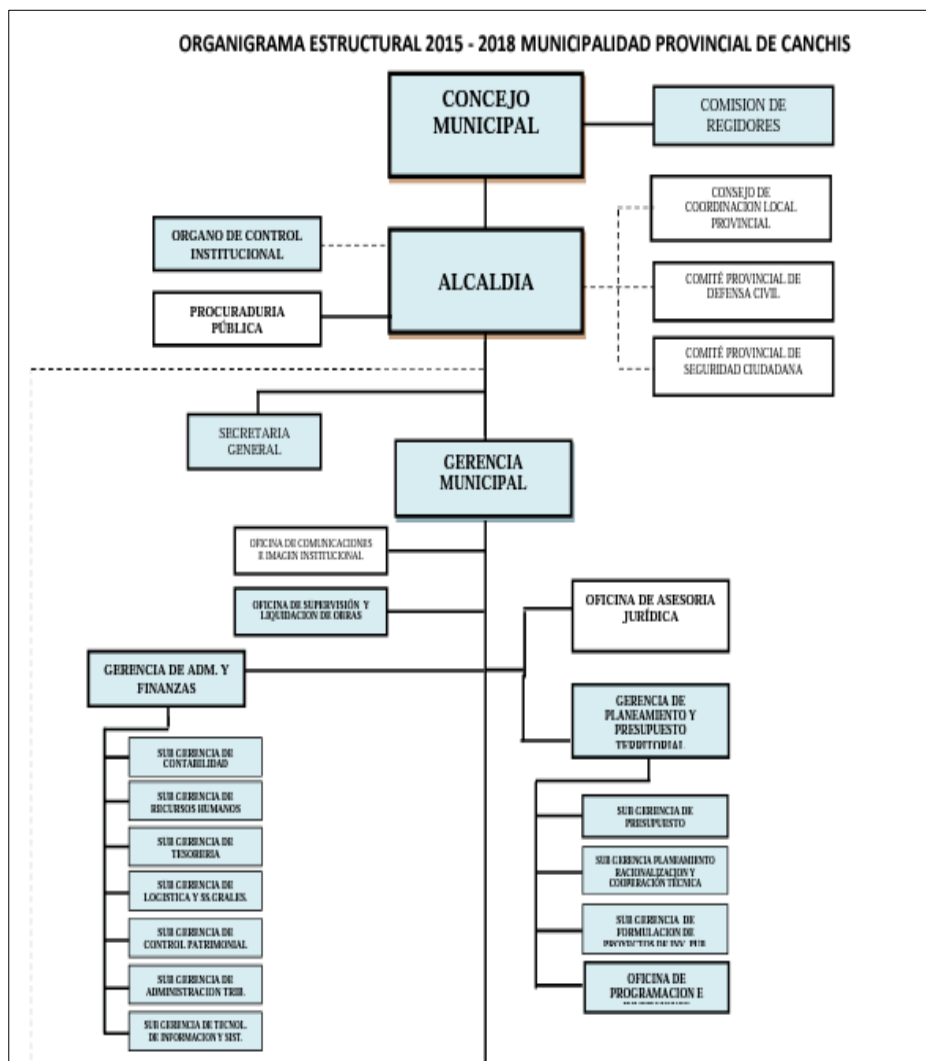 ORGANIGRAMA ESTRUCTURAL 2015 - 2018 MUNICIPALIDAD PROVINCIAL DE CANCHIS
CONCEJO
MUNICIPAL
COMISION DE
REGIDORES
CONSEJO DE
COORDINACION LOCAL
PROVINCIAL
ORGANO DE CONTROL
INSTITUCIONAL
ALCALDIA
COMITÉ PROVINCIAL DE
DEFENSA CIVIL
PROCURADURIA
PÚBLICA
COMITÉ PROVINCIAL DE
SEGURIDAD CIUDADANA
SECRETARIA
GENERAL
GERENCIA
MUNICIPAL
OFICINA DE COMUNICACIONES
E IMAGEN INSTITUCIONAL
OFICINA DE SUPERVISIÓN Y
LIQUIDACION DE OBRAS
OFICINA DE ASESORIA
JURÍDICA
GERENCIA DE ADM. Y
FINANZAS
GERENCIA DE
PLANEAMIENTO Y
PRESUPUESTO
TERRITORIAL
SUB GERENCIA DE
CONTABILIDAD
SUB GERENCIA DE
RECURSOS HUMANOS
SUB GERENCIA DE
TESORERIA
SUB GERENCIA DE
LOGISTICA Y SS.GRALES.
SUB GERENCIA DE
CONTROL PATRIMONIAL
SUB GERENCIA DE
ADMINISTRACION TRIB.
SUB GERENCIA DE TECNOL.
DE INFORMACION Y SIST.
SUB GERENCIA DE
PRESUPUESTO
SUB GERENCIA PLANEAMIENTO
RACIONALIZACION Y
COOPERACIÓN TÉCNICA
SUB GERENCIA DE
FORMULACION DE
PROYECTOS DE INV. PUB
OFICINA DE
PROGRAMACION E